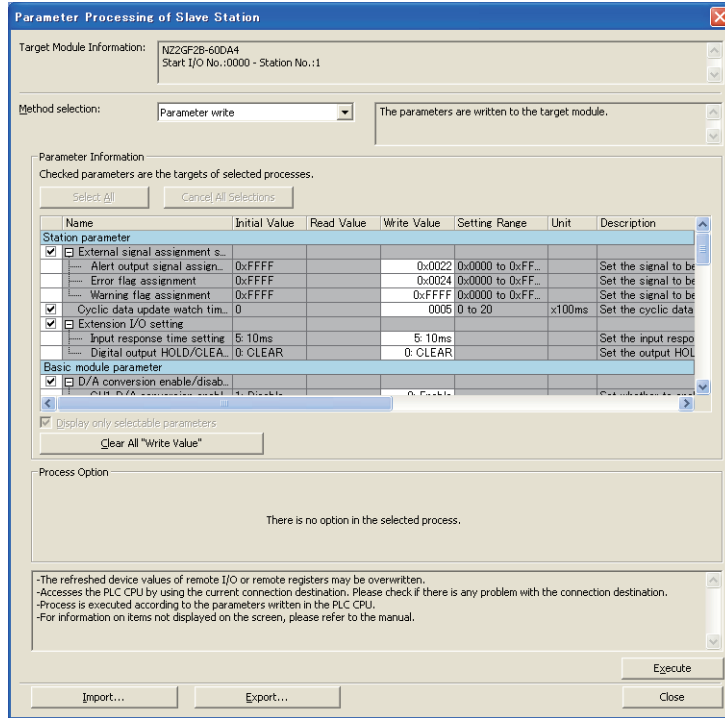 Parameter Processing of Slave Station
Target Module Information:
NZ2GF2B-60DA4
Start I/O No.:0000 - Station No.:1
Method selection:
Parameter write
The parameters are written to the target module.
Parameter Information
Checked parameters are the targets of selected processes.
Select All
Cancel All Selections
Name Initial Value Read Value Write Value Setting Range Unit Description
Station parameter
External signal assignment s...
Alert output signal assign... 0xFFFF 0x0022 0x0000 to 0xFF... Set the signal to be
Error flag assignment 0xFFFF 0x0024 0x0000 to 0xFF... Set the signal to be
Warning flag assignment 0xFFFF 0xFFFF 0x0000 to 0xFF... Set the signal to be
Cyclic data update watch tim... 0 0005 0 to 20 x100ms Set the cyclic data
Extension I/O setting
Input response time setting 5: 10ms 5: 10ms Set the input respo
Digital output HOLD/CLEA... 0: CLEAR 0: CLEAR Set the output HOL
Basic module parameter
D/A conversion enable/disab...
CH1 D/A conversion enabl... 1: Disable 0: Enable Set whether to enab
Display only selectable parameters
Clear All "Write Value"
Process Option
There is no option in the selected process.
-The refreshed device values of remote I/O or remote registers may be overwritten.
-Accesses the PLC CPU by using the current connection destination. Please check if there is any problem with the connection destination.
-Process is executed according to the parameters written in the PLC CPU.
-For information on items not displayed on the screen, please refer to the manual.
Execute
Import...
Export...
Close